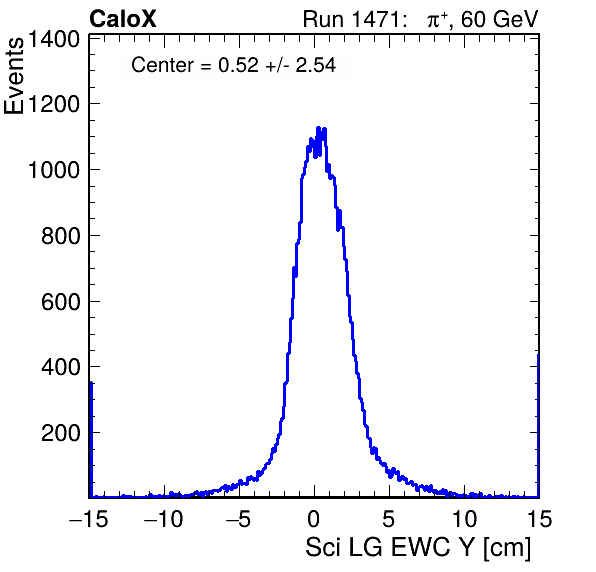 CaloX Run 1471: π⁺, 60 GeV
Events
Center = 0.52 +/- 2.54
1400
1200
1000
800
600
400
200
−15 −10 −5 0 5 10 15
Sci LG EWC Y [cm]